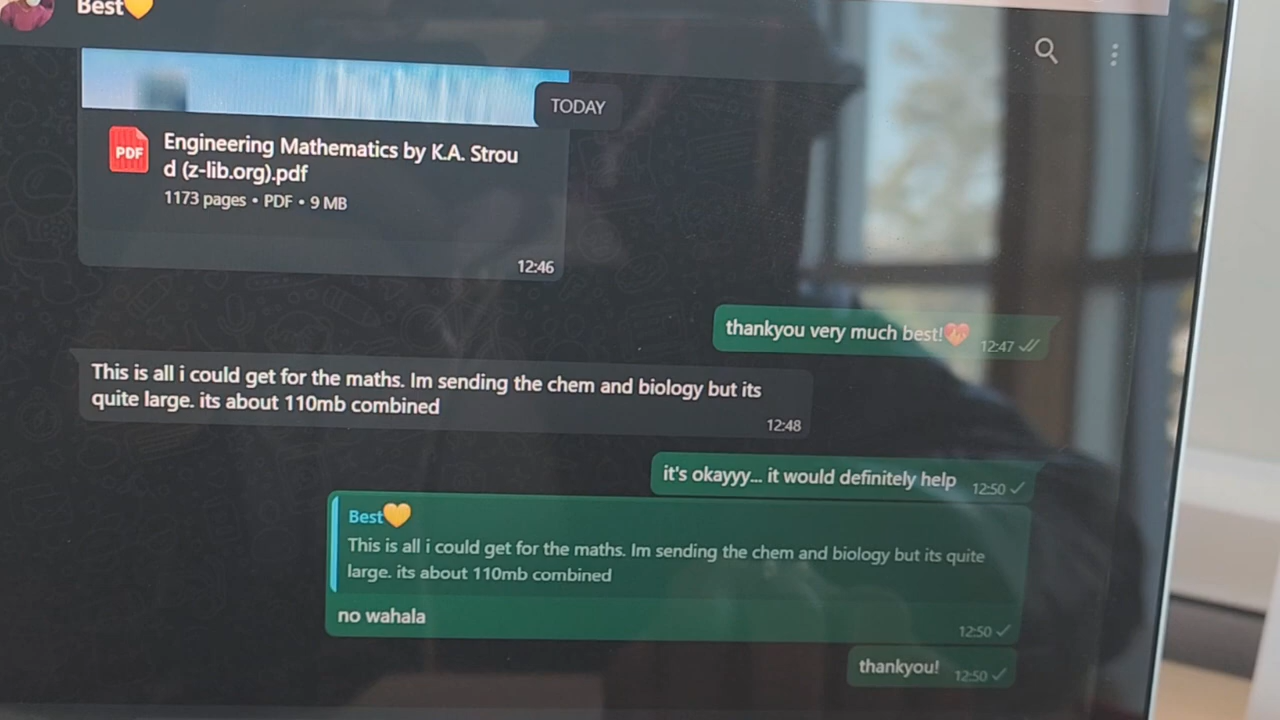 Best💛
TODAY
PDF
Engineering Mathematics by K.A. Strou
d (z-lib.org).pdf
1173 pages • PDF • 9 MB
12:46
thankyou very much best!💖
12:47
This is all i could get for the maths. Im sending the chem and biology but its
quite large. its about 110mb combined
12:48
it's okayyy... it would definitely help
12:50
Best💛
This is all i could get for the maths. Im sending the chem and biology but its quite
large. its about 110mb combined
no wahala
12:50
thankyou!
12:50